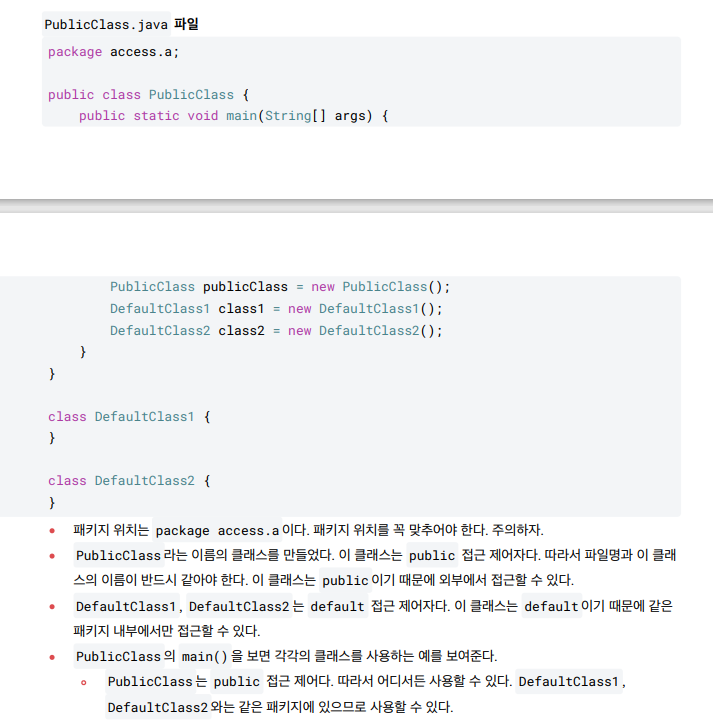 PublicClass.java 파일
package access.a;
public class PublicClass {
public static void main(String[] args) {
PublicClass publicClass = new PublicClass();
DefaultClass1 class1 = new DefaultClass1();
DefaultClass2 class2 = new DefaultClass2();
}
}
class DefaultClass1 {
}
class DefaultClass2 {
}
• 패키지 위치는 package access.a 이다. 패키지 위치를 꼭 맞추어야 한다. 주의하자.
• PublicClass 라는 이름의 클래스를 만들었다. 이 클래스는 public 접근 제어자다. 따라서 파일명과 이 클래
스의 이름이 반드시 같아야 한다. 이 클래스는 public 이기 때문에 외부에서 접근할 수 있다.
• DefaultClass1 , DefaultClass2 는 default 접근 제어자다. 이 클래스는 default 이기 때문에 같은
패키지 내부에서만 접근할 수 있다.
• PublicClass 의 main() 을 보면 각각의 클래스를 사용하는 예를 보여준다.
◦ PublicClass 는 public 접근 제어다. 따라서 어디서든 사용할 수 있다. DefaultClass1 ,
DefaultClass2 와는 같은 패키지에 있으므로 사용할 수 있다.